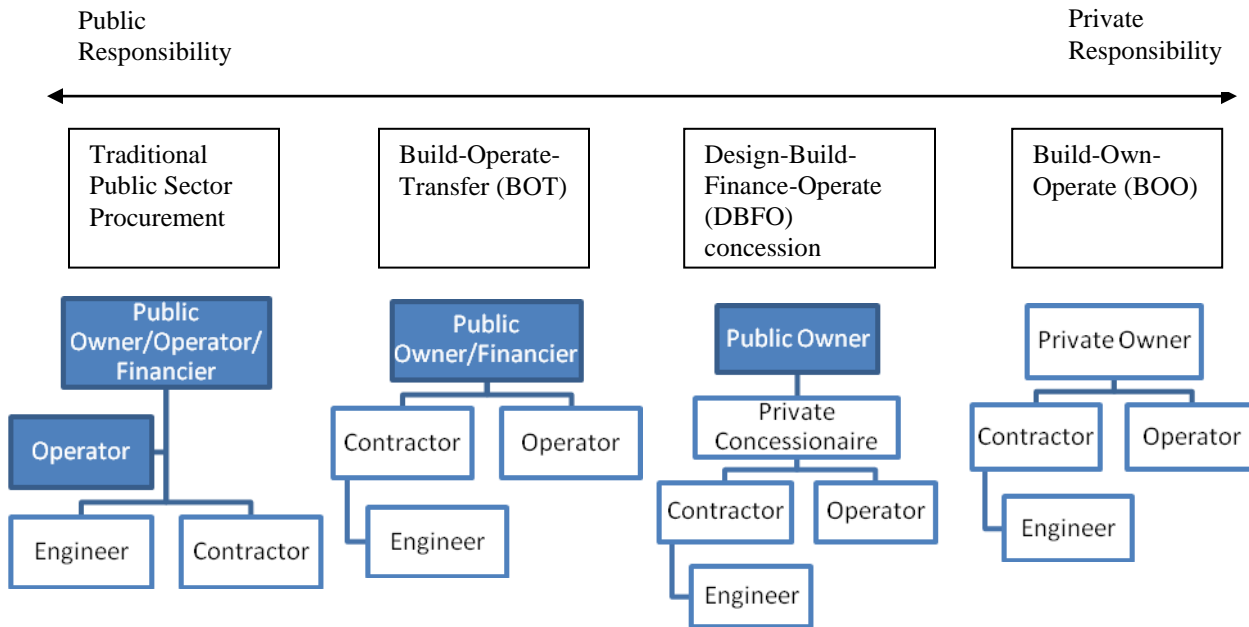 Public
Responsibility
Private
Responsibility
Traditional
Public Sector
Procurement
Build-Operate-
Transfer (BOT)
Design-Build-
Finance-Operate
(DBFO)
concession
Build-Own-
Operate (BOO)
Public
Owner/Operator/
Financier
Operator
Engineer
Contractor
Public
Owner/Financier
Contractor
Operator
Engineer
Public Owner
Private
Concessionaire
Contractor
Operator
Engineer
Private Owner
Contractor
Operator
Engineer